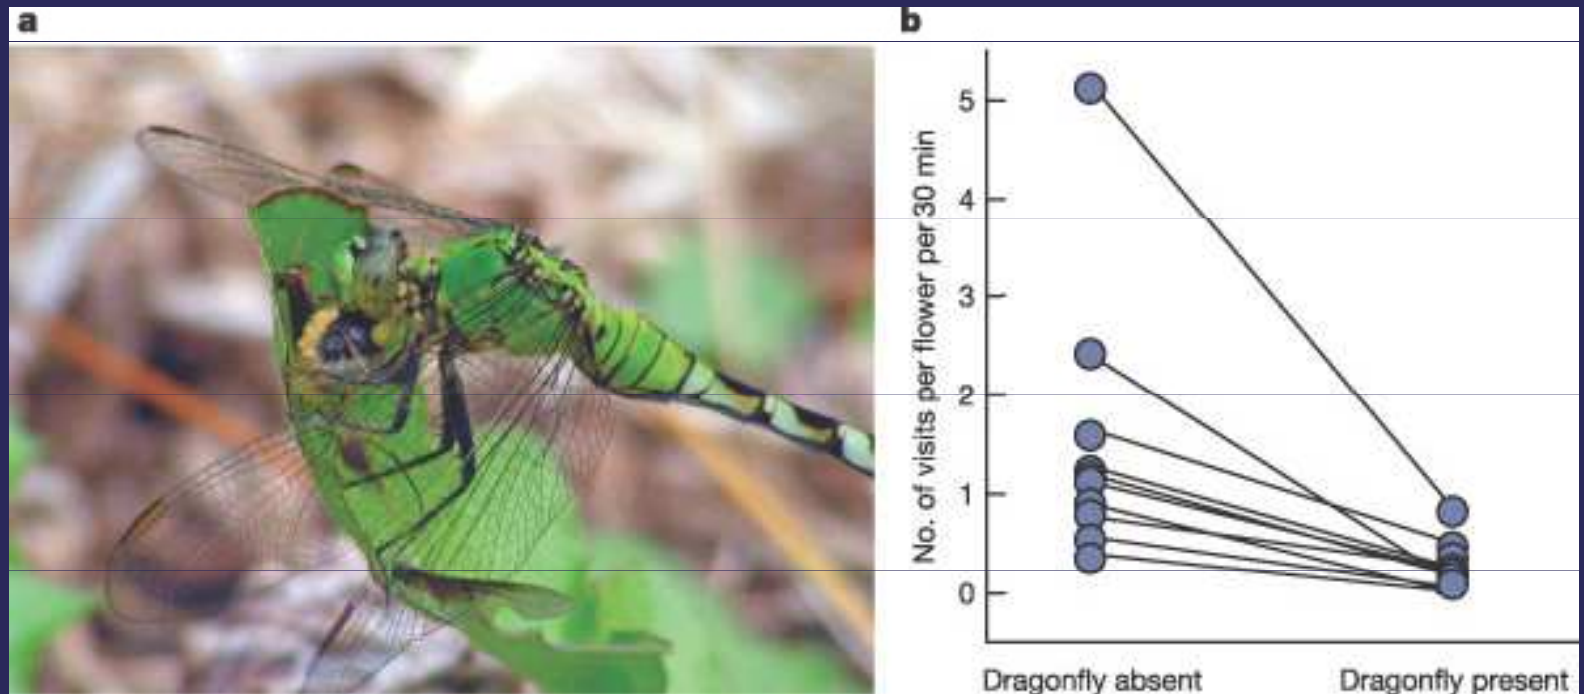 a
b
No. of visits per flower per 30 min
5
4
3
2
1
0
Dragonfly absent
Dragonfly present